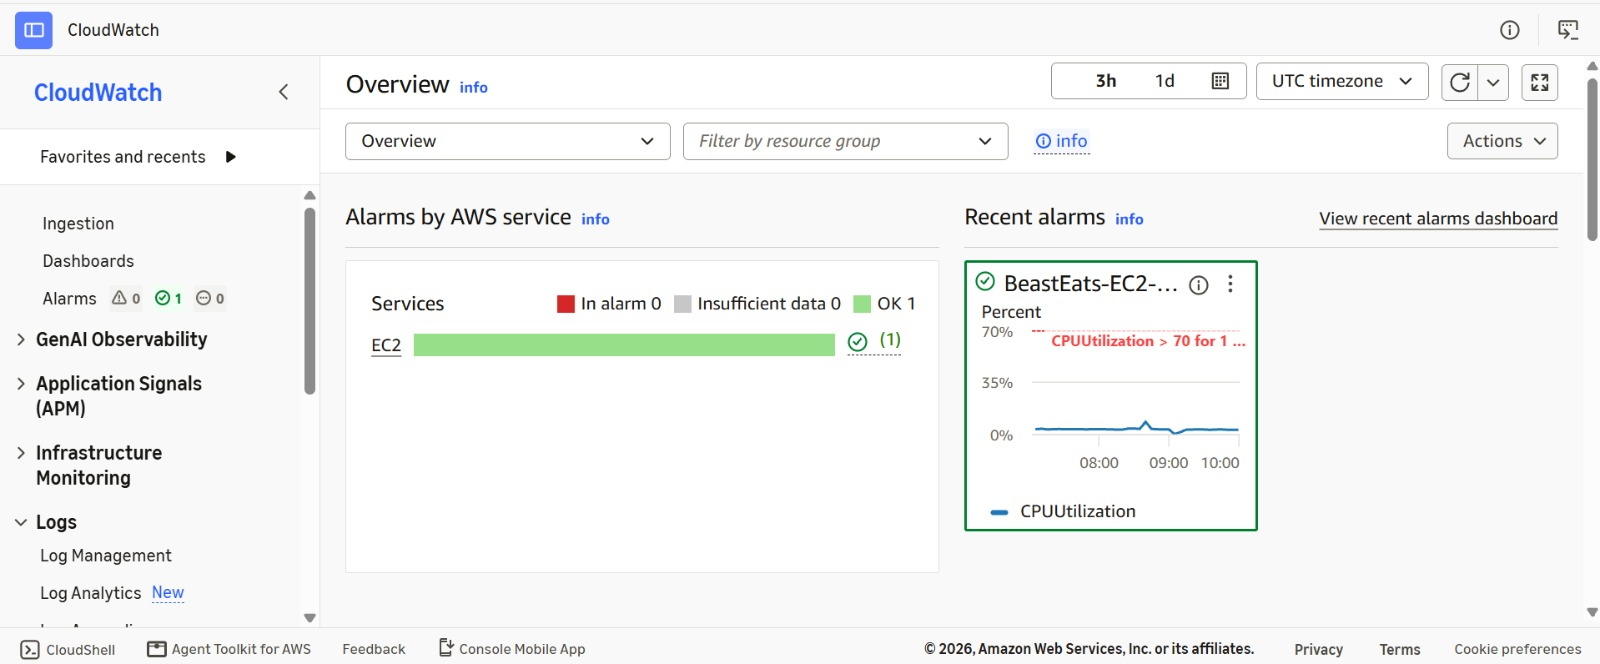 CloudWatch
CloudWatch
Favorites and recents
Ingestion
Dashboards
Alarms 0 1 0
GenAI Observability
Application Signals
(APM)
Infrastructure
Monitoring
Logs
Log Management
Log Analytics New
Overview info
3h 1d UTC timezone
Overview Filter by resource group info Actions
Alarms by AWS service info
Services In alarm 0 Insufficient data 0 OK 1
EC2 (1)
Recent alarms info View recent alarms dashboard
BeastEats-EC2-...
Percent
70%
CPUUtilization > 70 for 1 ...
35%
0%
08:00 09:00 10:00
CPUUtilization
CloudShell Agent Toolkit for AWS Feedback Console Mobile App © 2026, Amazon Web Services, Inc. or its affiliates. Privacy Terms Cookie preferences